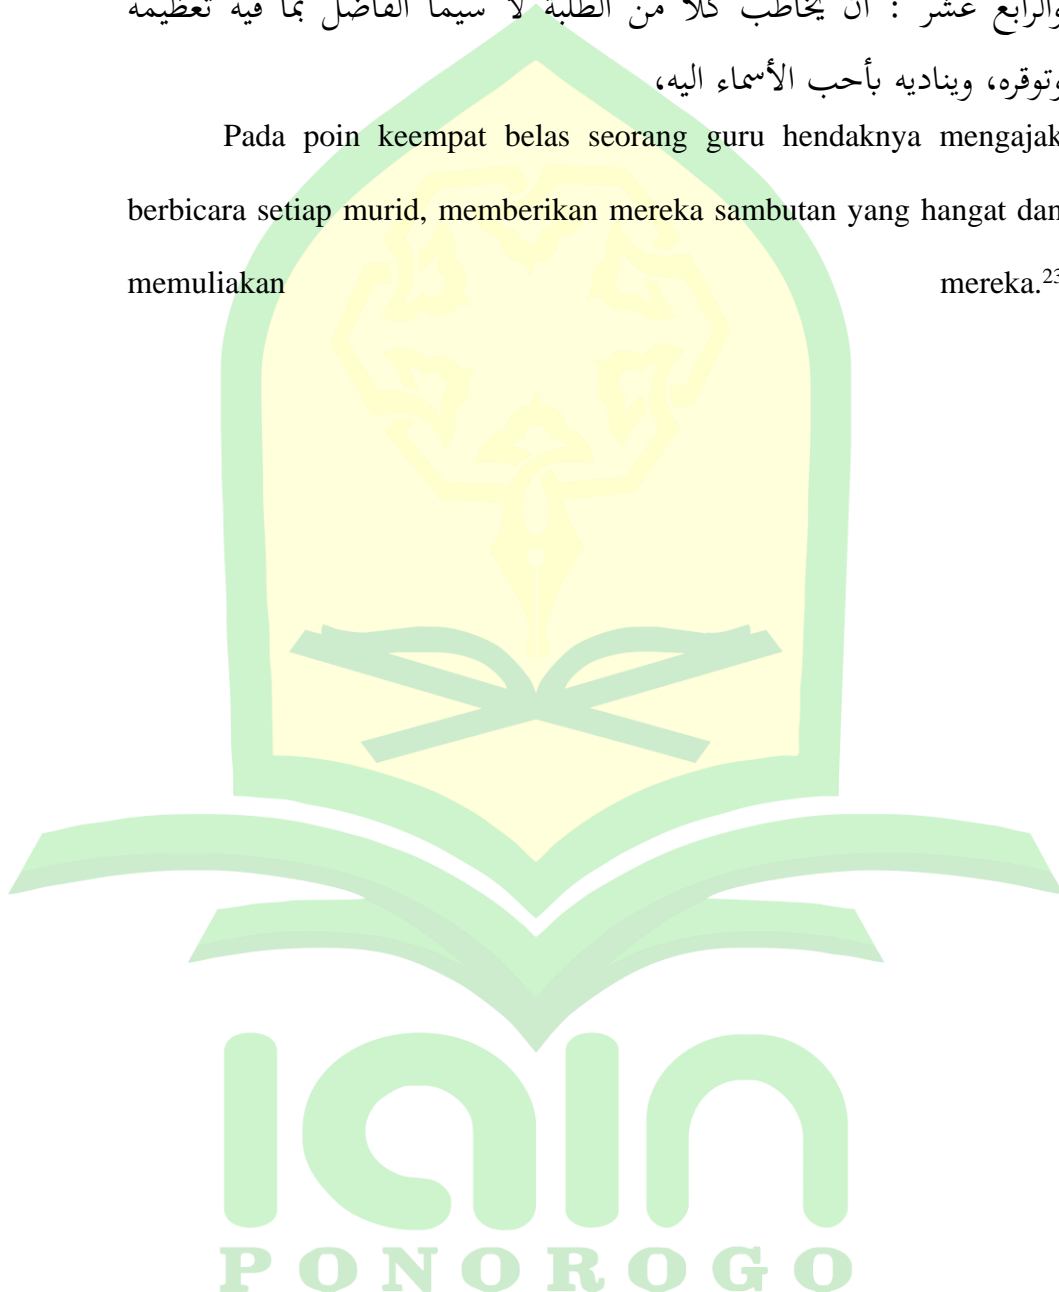 والرابع عشر : أن يخاطب كلا من الطلبة لا سيما الفاضل بما فيه تعظيمه
وتوقره، ويناديه بأحب الأسماء اليه،
Pada poin keempat belas seorang guru hendaknya mengajak
berbicara setiap murid, memberikan mereka sambutan yang hangat dan
memuliakan mereka.23
iain
PONOROGO